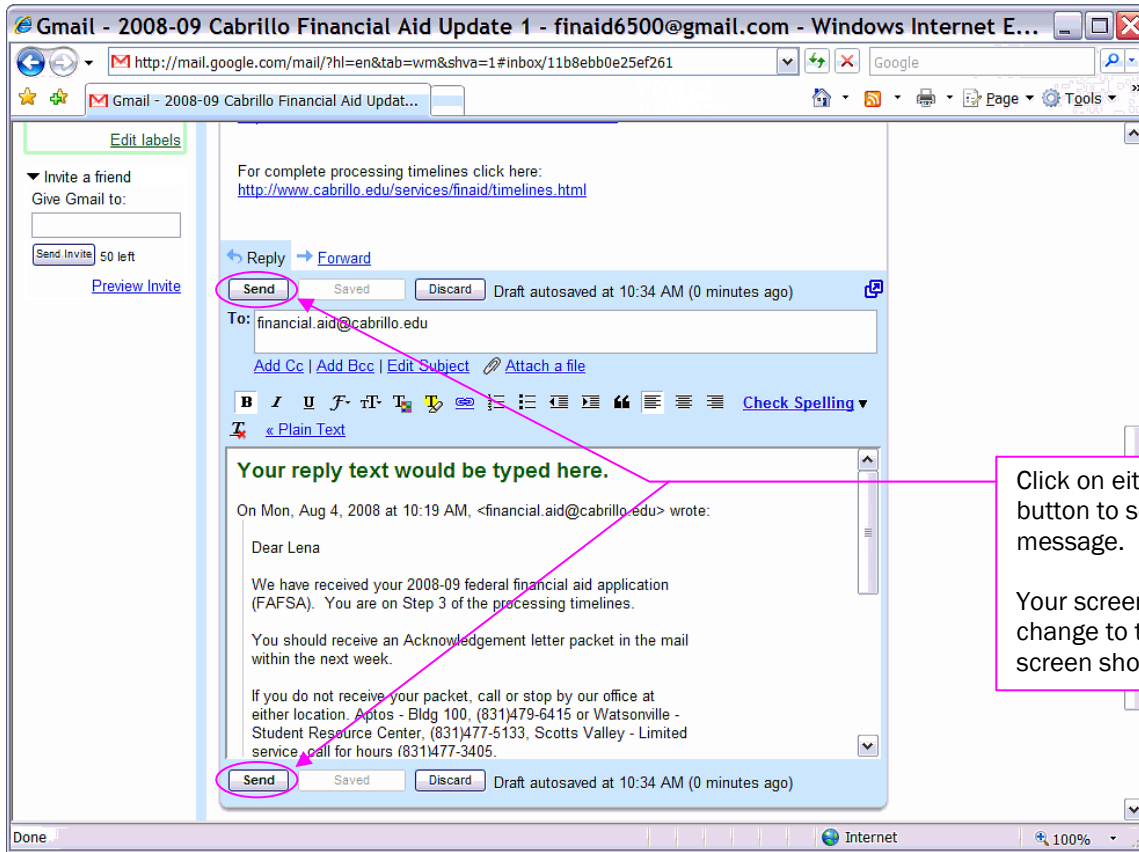 Gmail - 2008-09 Cabrillo Financial Aid Update 1 - finaid6500@gmail.com - Windows Internet E...
http://mail.google.com/mail/?hl=en&tab=wm&shva=1#inbox/11b8ebb0e25ef261
Google
Gmail - 2008-09 Cabrillo Financial Aid Updat...
Page
Tools
»
Edit labels
Invite a friend
Give Gmail to:
Send Invite 50 left
Preview Invite
For complete processing timelines click here:
http://www.cabrillo.edu/services/finaid/timelines.html
Reply Forward
Send Saved Discard Draft autosaved at 10:34 AM (0 minutes ago)
To: financial.aid@cabrillo.edu
Add Cc | Add Bcc | Edit Subject Attach a file
B I U Check Spelling
« Plain Text
Your reply text would be typed here.
On Mon, Aug 4, 2008 at 10:19 AM, <financial.aid@cabrillo.edu> wrote:
Dear Lena
We have received your 2008-09 federal financial aid application
(FAFSA). You are on Step 3 of the processing timelines.
You should receive an Acknowledgement letter packet in the mail
within the next week.
If you do not receive your packet, call or stop by our office at
either location. Aptos - Bldg 100, (831)479-6415 or Watsonville -
Student Resource Center, (831)477-5133, Scotts Valley - Limited
service, call for hours (831)477-3405.
Send Saved Discard Draft autosaved at 10:34 AM (0 minutes ago)
Click on eit
button to s
message.
Your screen
change to t
screen sho
Done
Internet
100%